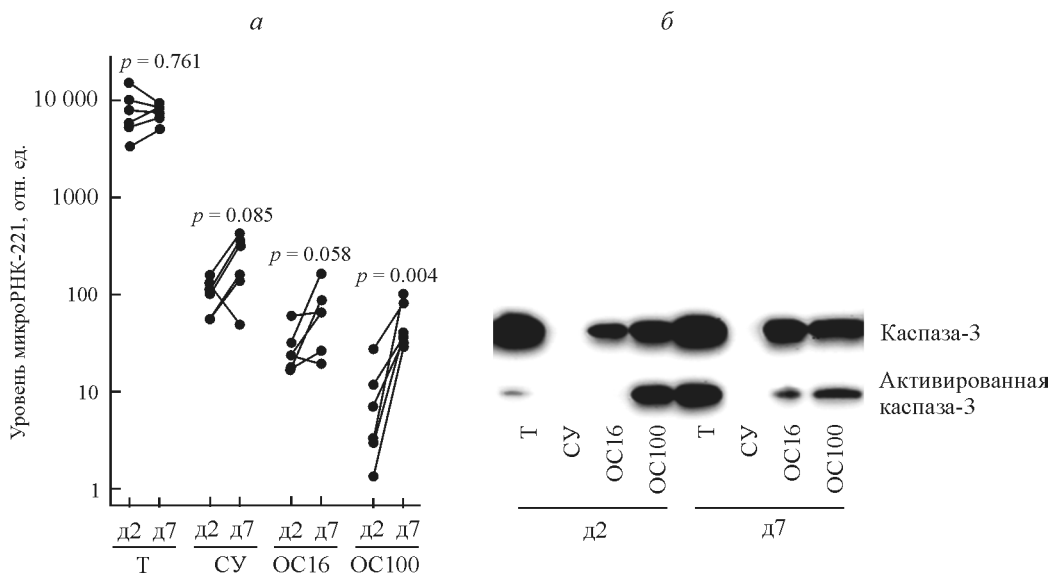 а
б
p = 0.761
10 000
1000
p = 0.085
p = 0.058
p = 0.004
100
10
1
Уровень микроРНК-221, отн. ед.
д2 д7 д2 д7 д2 д7 д2 д7
Т СУ ОС16 ОС100
Каспаза-3
Активированная
каспаза-3
Т СУ ОС16 ОС100 Т СУ ОС16 ОС100
д2 д7